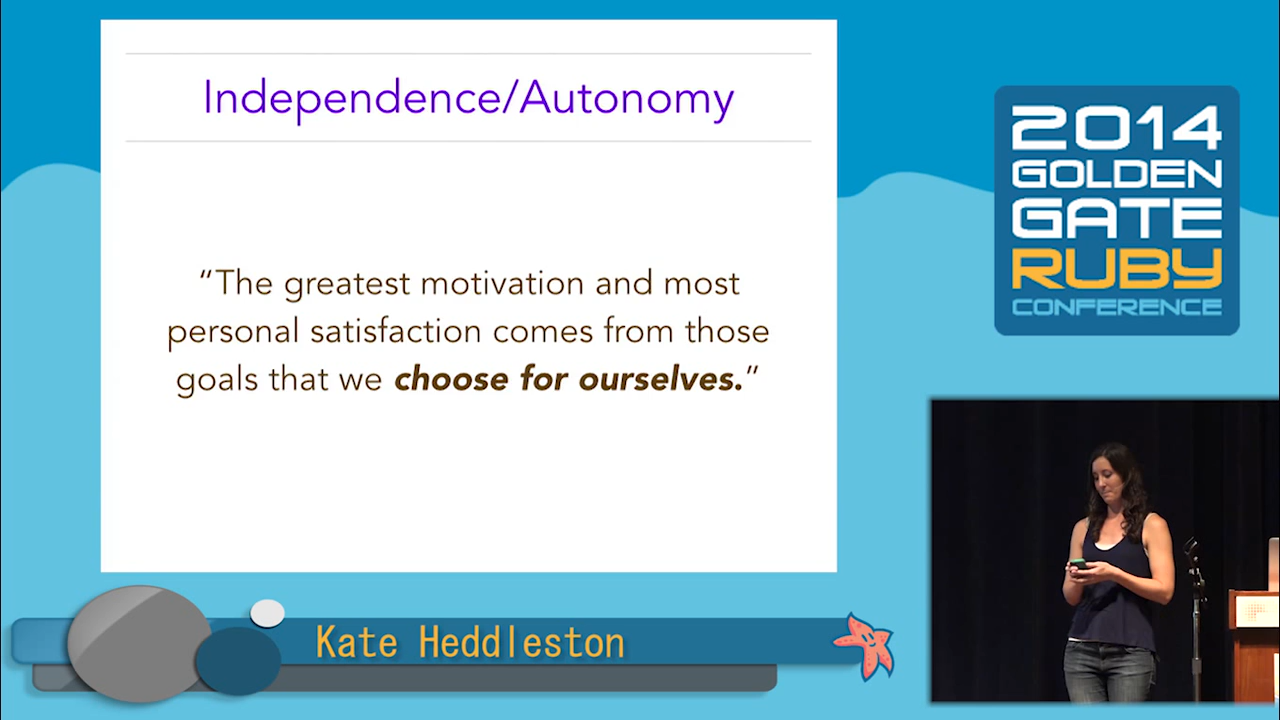 Independence/Autonomy
“The greatest motivation and most
personal satisfaction comes from those
goals that we choose for ourselves.”
2014
GOLDEN
GATE
RUBY
CONFERENCE
Kate Heddleston